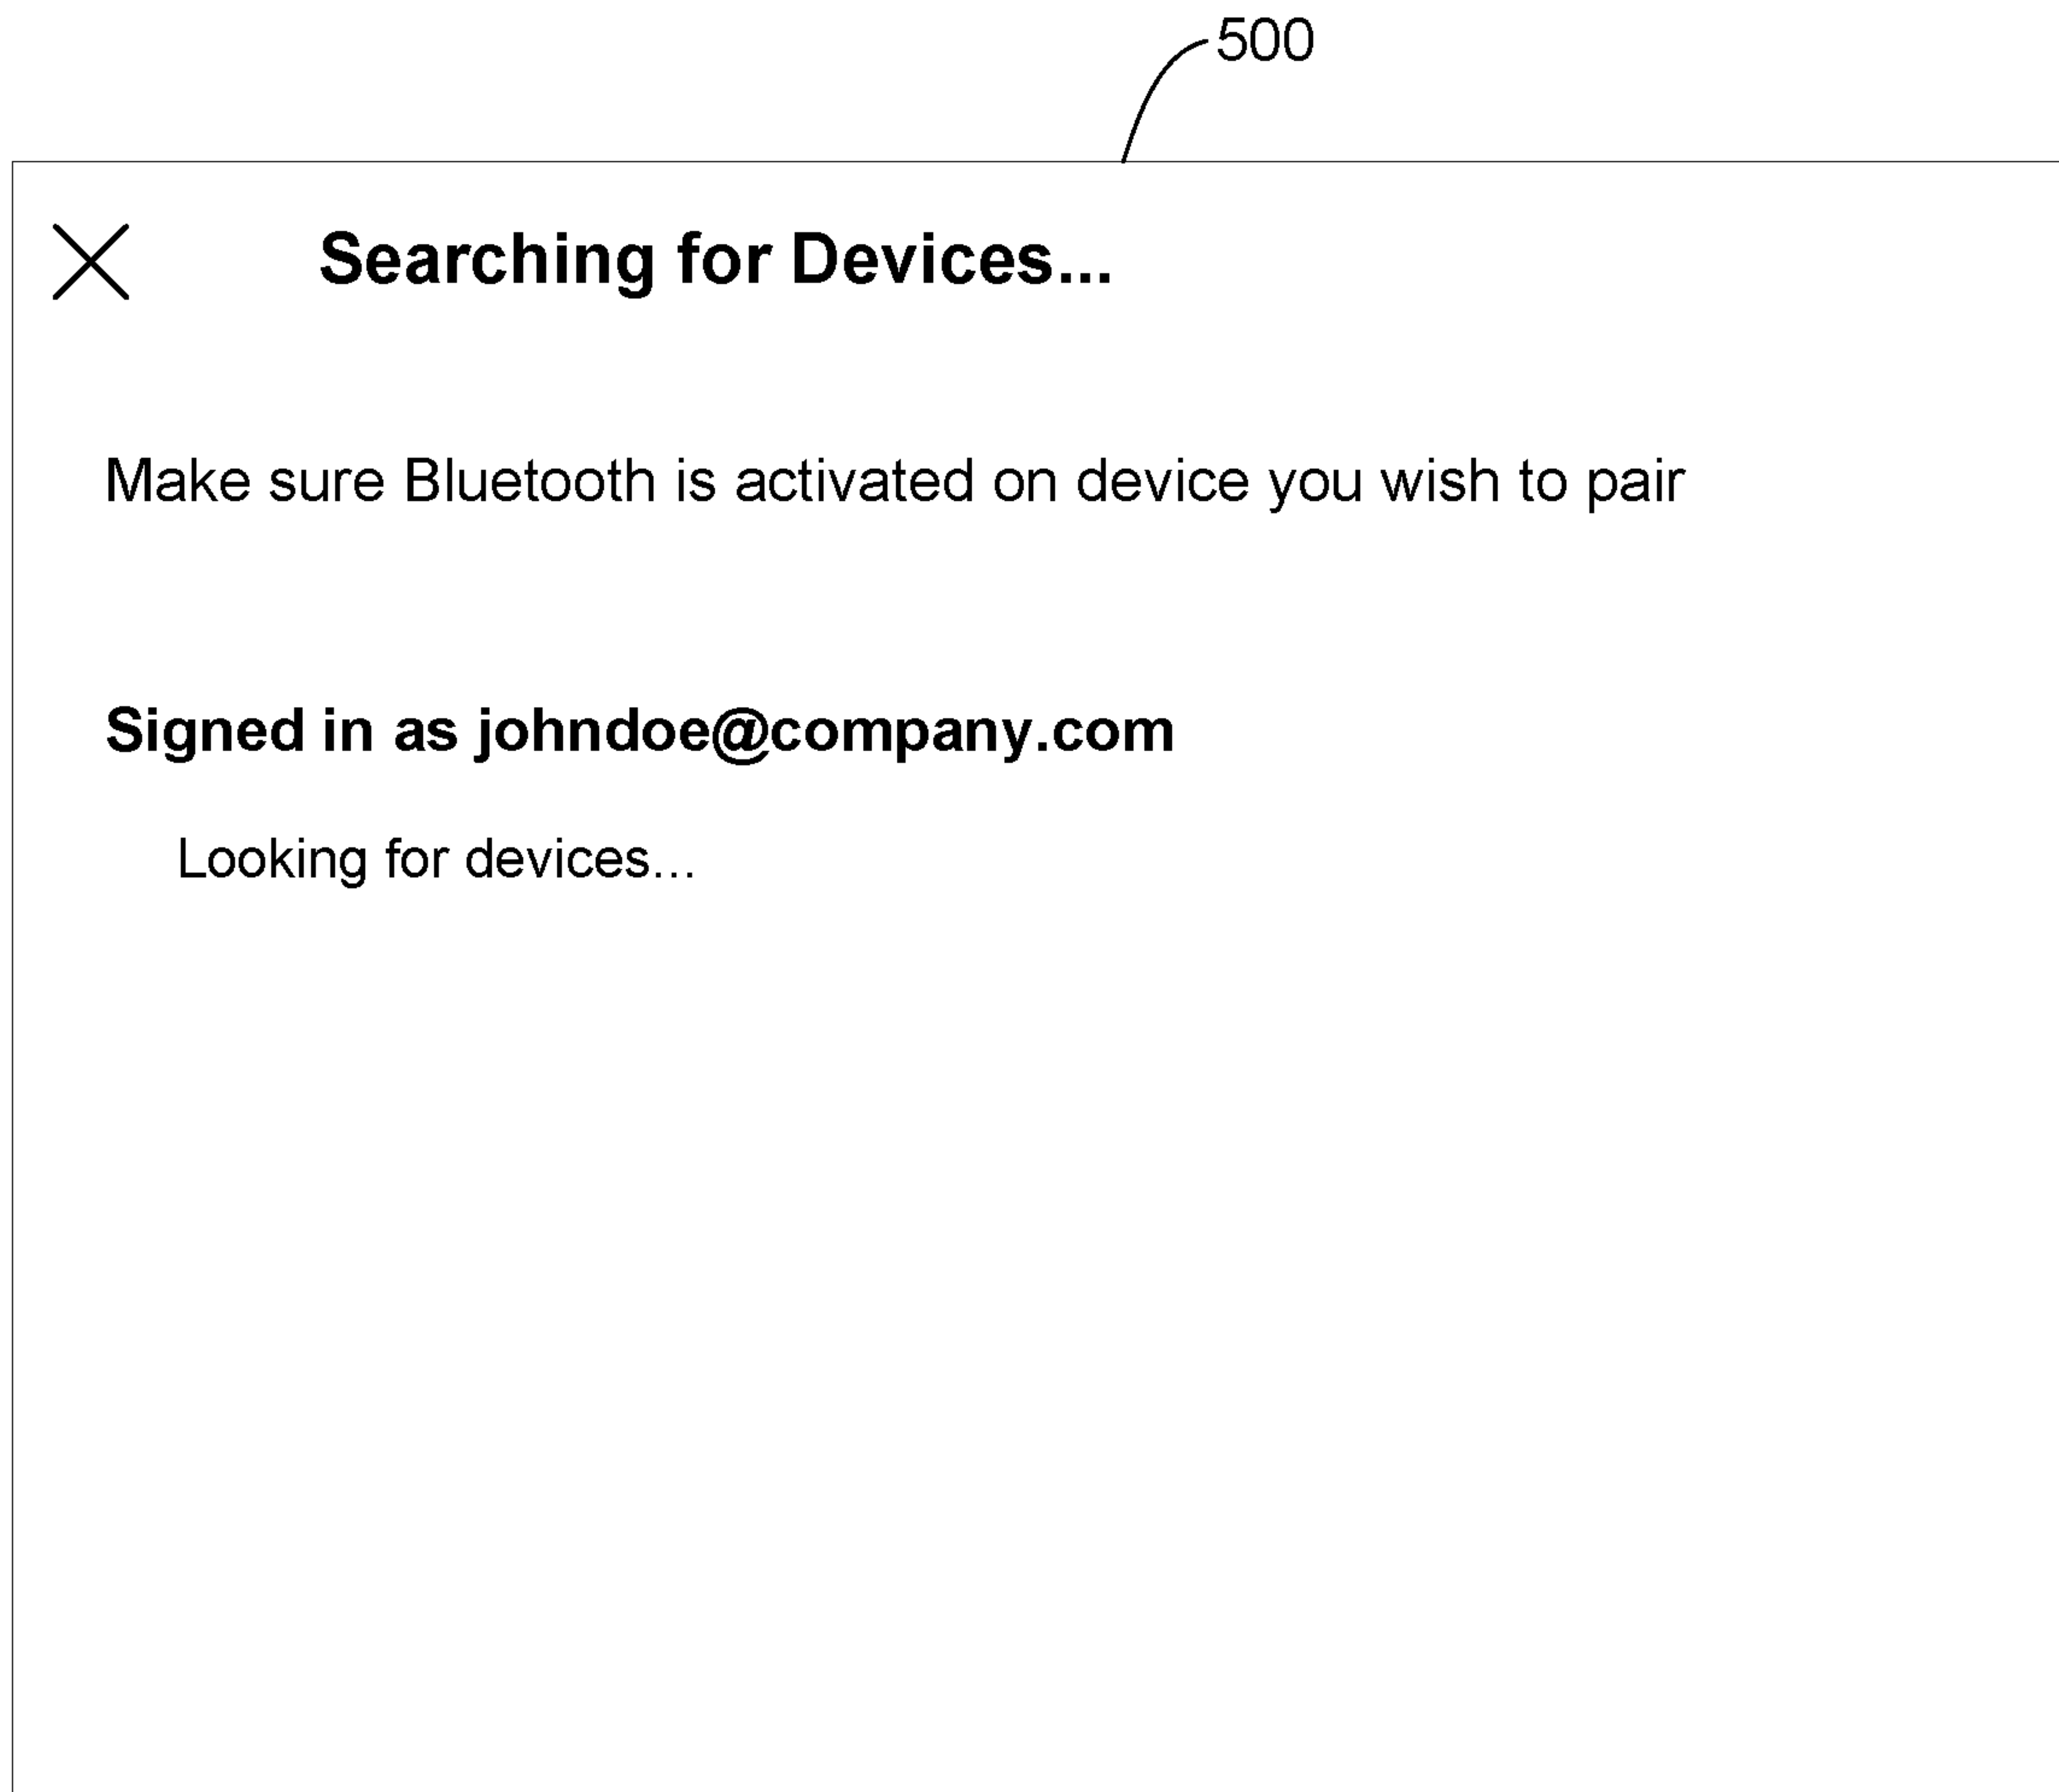 500
Searching for Devices...
Make sure Bluetooth is activated on device you wish to pair
Signed in as johndoe@company.com
Looking for devices...